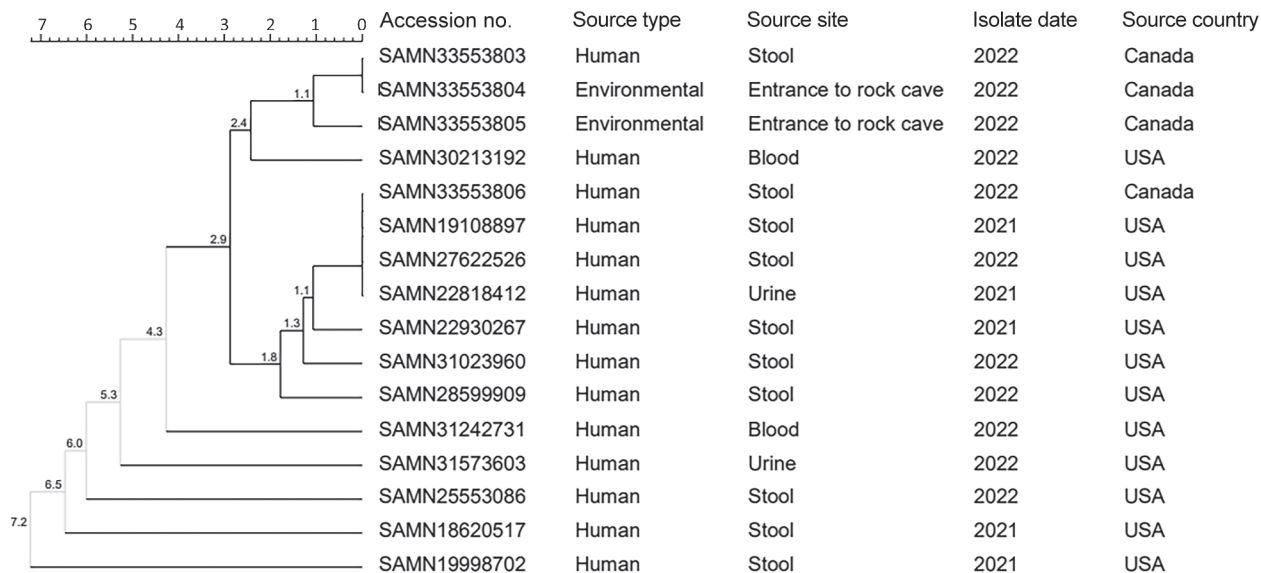 7 6 5 4 3 2 1 0 Accession no. Source type Source site Isolate date Source country
SAMN33553803 Human Stool 2022 Canada
SAMN33553804 Environmental Entrance to rock cave 2022 Canada
1.1
SAMN33553805 Environmental Entrance to rock cave 2022 Canada
2.4
SAMN30213192 Human Blood 2022 USA
SAMN33553806 Human Stool 2022 Canada
SAMN19108897 Human Stool 2021 USA
2.9
SAMN27622526 Human Stool 2022 USA
SAMN22818412 Human Urine 2021 USA
1.1
SAMN22930267 Human Stool 2021 USA
1.3
4.3
SAMN31023960 Human Stool 2022 USA
1.8
SAMN28599909 Human Stool 2022 USA
5.3
SAMN31242731 Human Blood 2022 USA
6.0
SAMN31573603 Human Urine 2022 USA
6.5
SAMN25553086 Human Stool 2022 USA
7.2
SAMN18620517 Human Stool 2021 USA
SAMN19998702 Human Stool 2021 USA